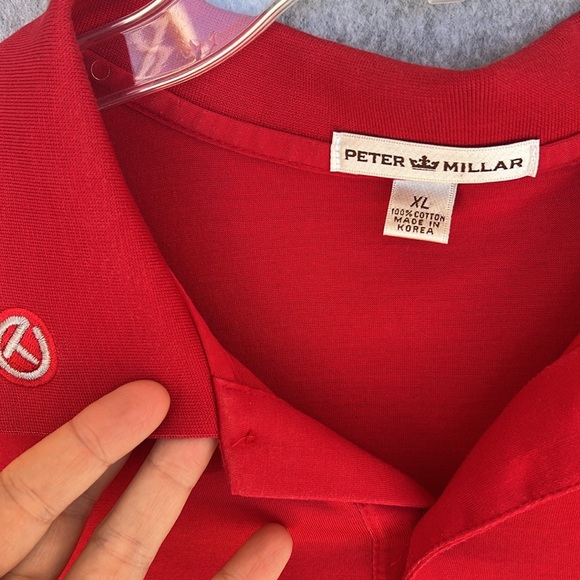 PETER MILLAR
XL
100% COTTON
MADE IN
KOREA